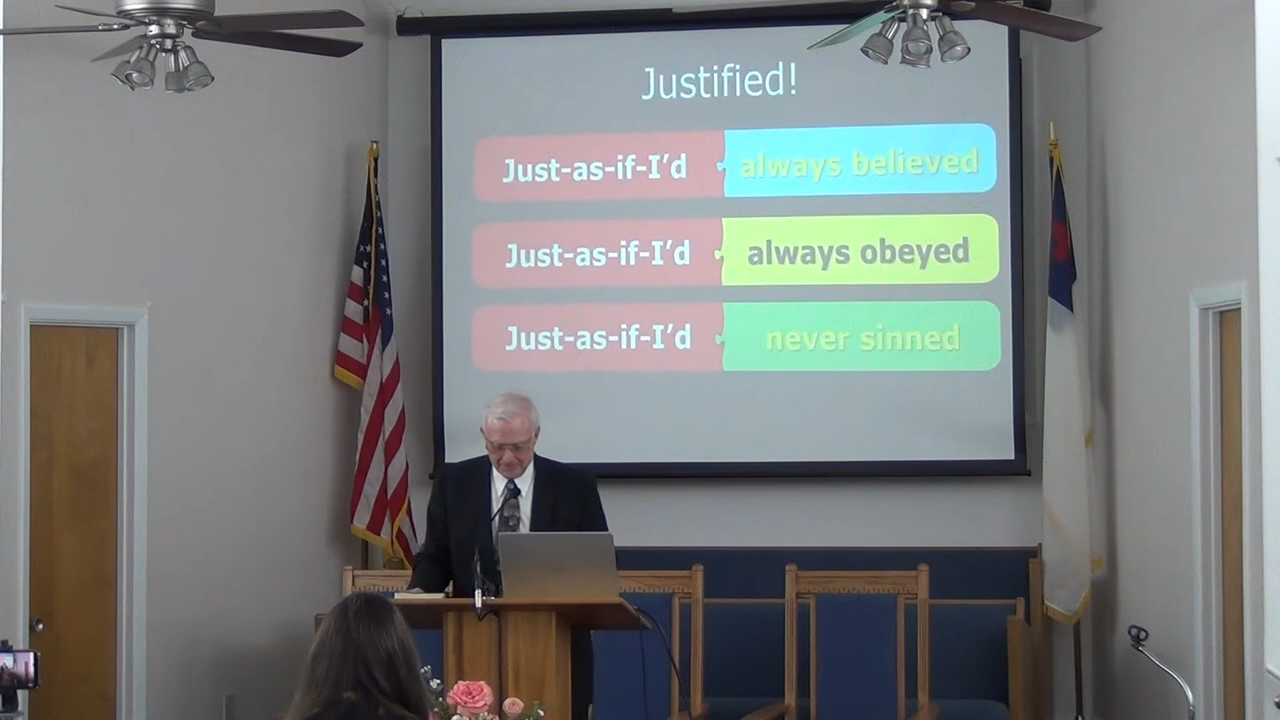 Justified!
Just-as-if-I'd always believed
Just-as-if-I'd always obeyed
Just-as-if-I'd never sinned